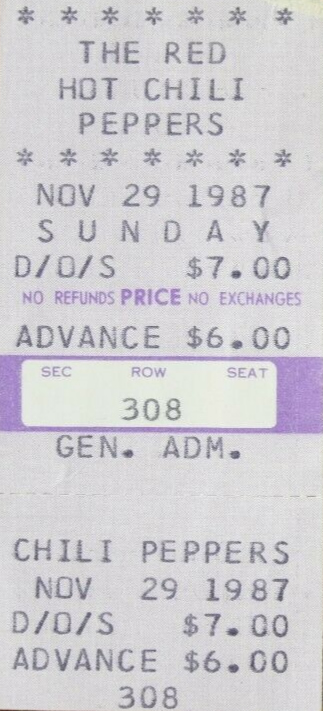 * * * * * * *
THE RED
HOT CHILI
PEPPERS
* * * * * * *
NOV 29 1987
SUNDAY
D/O/S $7.00
NO REFUNDS PRICE NO EXCHANGES
ADVANCE $6.00
SEC ROW SEAT
308
GEN. ADM.
CHILI PEPPERS
NOV 29 1987
D/O/S $7.00
ADVANCE $6.00
308